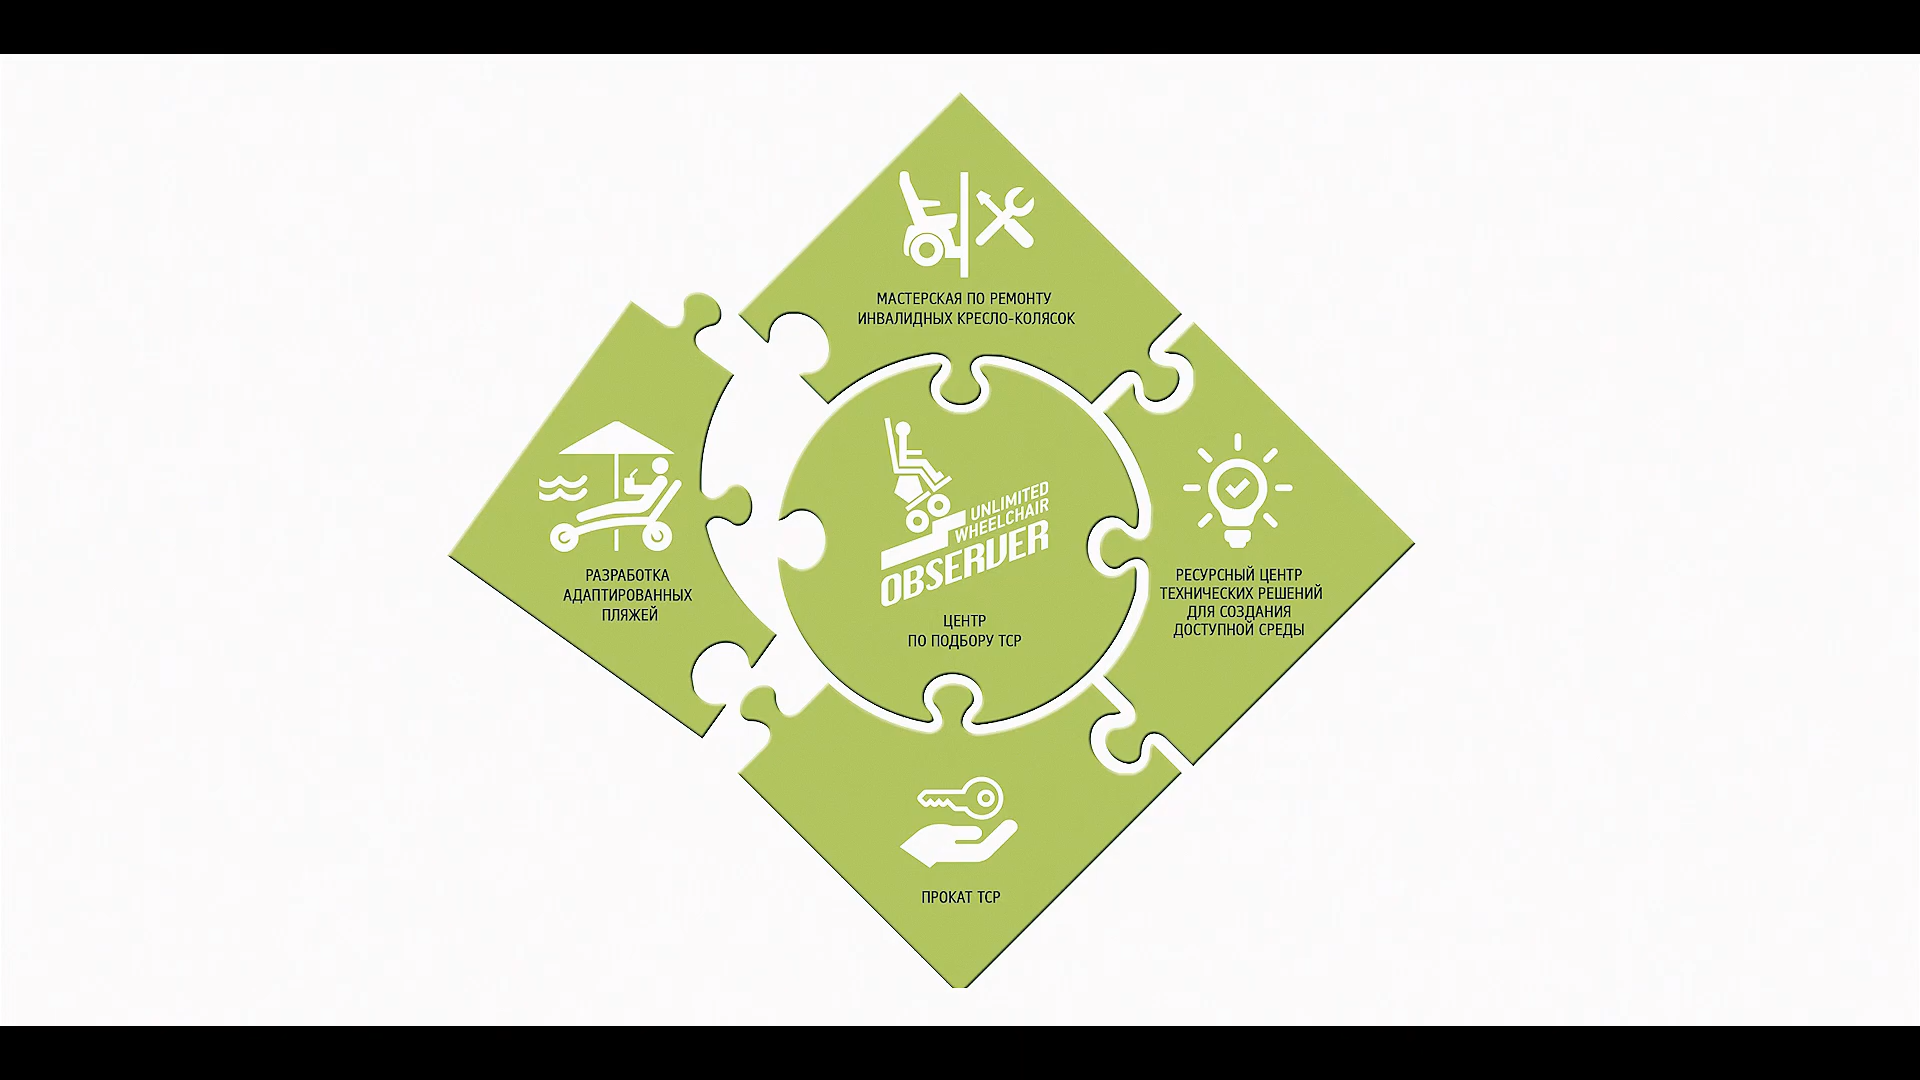 МАСТЕРСКАЯ ПО РЕМОНТУ
ИНВАЛИДНЫХ КРЕСЛО-КОЛЯСОК
РАЗРАБОТКА
АДАПТИРОВАННЫХ
ПЛЯЖЕЙ
UNLIMITED
WHEELCHAIR
OBSERVER
ЦЕНТР
ПО ПОДБОРУ ТСР
РЕСУРСНЫЙ ЦЕНТР
ТЕХНИЧЕСКИХ РЕШЕНИЙ
ДЛЯ СОЗДАНИЯ
ДОСТУПНОЙ СРЕДЫ
ПРОКАТ ТСР